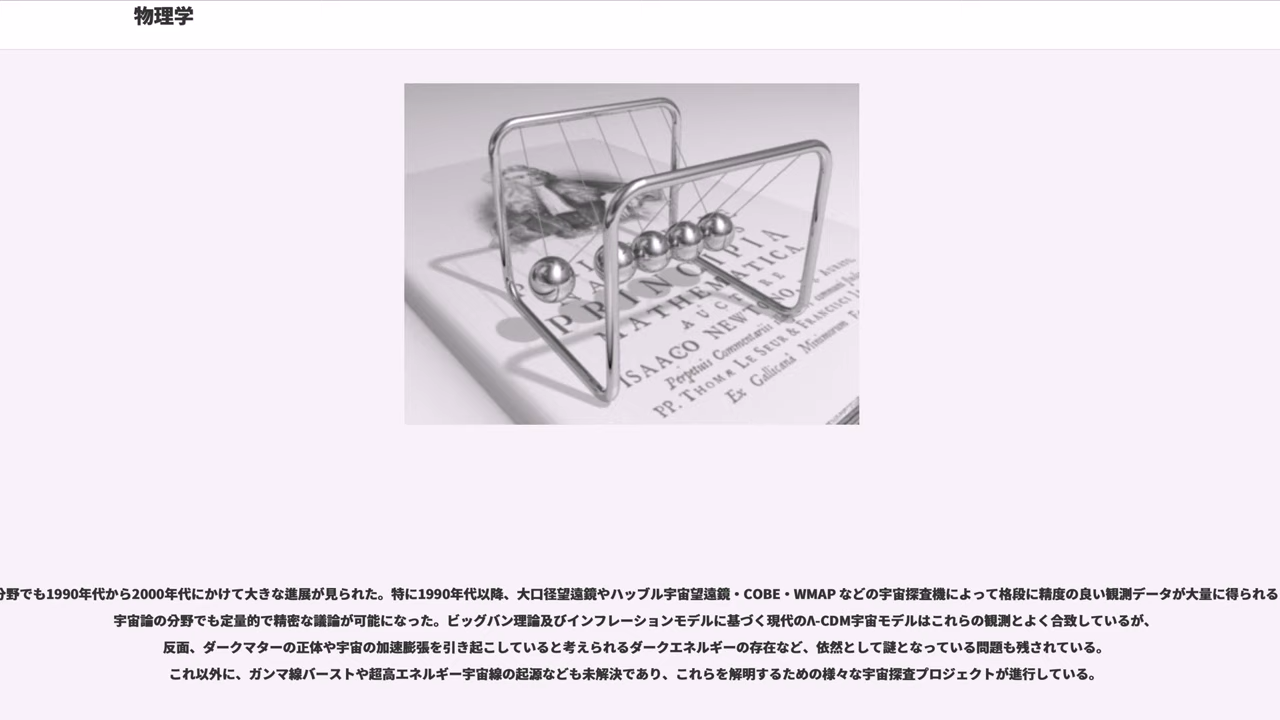 物理学
PRINCIPIA
MATHEMATICA
AUCTORE
ISAACO NEWTONO
Perpetuis Commentariis
communi
PP. THOMÆ LE SEUR & FRANCISCI
Ex Gallicana Minimorum
分野でも1990年代から2000年代にかけて大きな進展が見られた。特に1990年代以降、大口径望遠鏡やハッブル宇宙望遠鏡・COBE・WMAP などの宇宙探査機によって格段に精度の良い観測データが大量に得られる
宇宙論の分野でも定量的で精密な議論が可能になった。ビッグバン理論及びインフレーションモデルに基づく現代のΛ-CDM宇宙モデルはこれらの観測とよく合致しているが、
反面、ダークマターの正体や宇宙の加速膨張を引き起こしていると考えられるダークエネルギーの存在など、依然として謎となっている問題も残されている。
これ以外に、ガンマ線バーストや超高エネルギー宇宙線の起源なども未解決であり、これらを解明するための様々な宇宙探査プロジェクトが進行している。